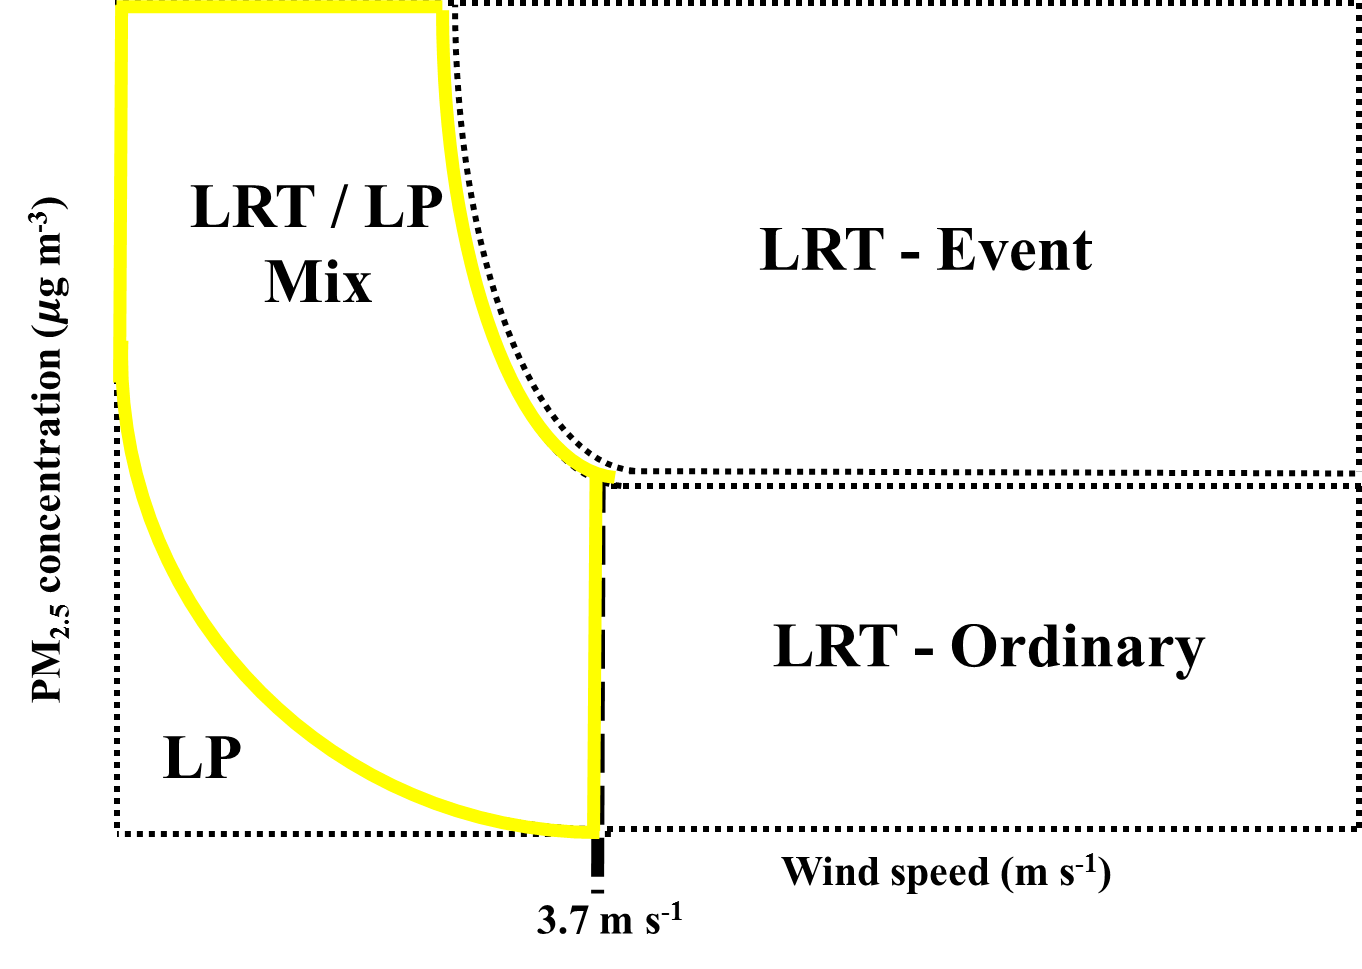 LRT / LP
Mix
LRT - Event
PM2.5 concentration (μg m-3)
LRT - Ordinary
LP
Wind speed (m s-1)
3.7 m s-1